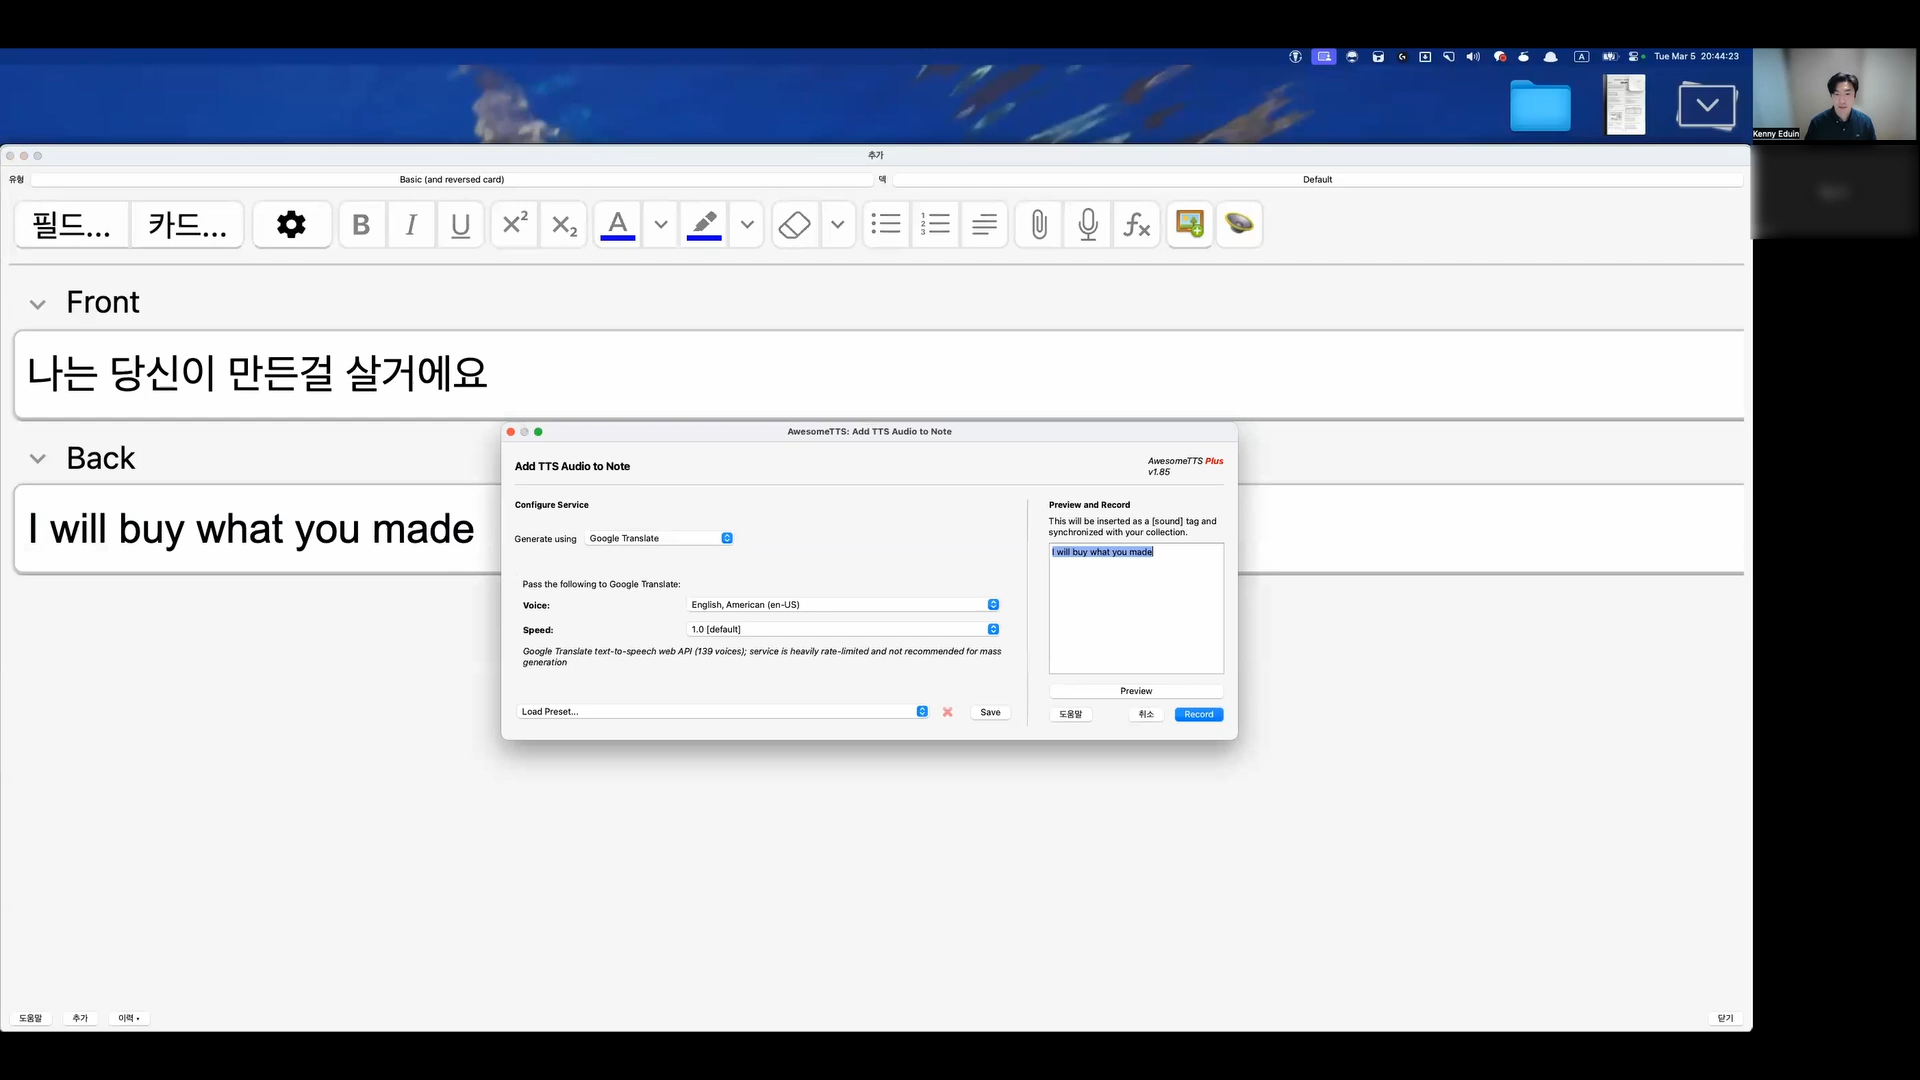 Tue Mar 5 20:44:23
Kenny Eduin
추가
유형
Basic (and reversed card)
덱
Default
필드...
카드...
Front
나는 당신이 만든걸 살거에요
Back
I will buy what you made
AwesomeTTS: Add TTS Audio to Note
Add TTS Audio to Note
AwesomeTTS Plus
v1.85
Configure Service
Generate using
Google Translate
Pass the following to Google Translate:
Voice:
English, American (en-US)
Speed:
1.0 [default]
Google Translate text-to-speech web API (139 voices); service is heavily rate-limited and not recommended for mass
generation
Load Preset...
Save
Preview and Record
This will be inserted as a [sound] tag and
synchronized with your collection.
I will buy what you made
Preview
도움말
취소
Record
도움말
추가
이력
닫기